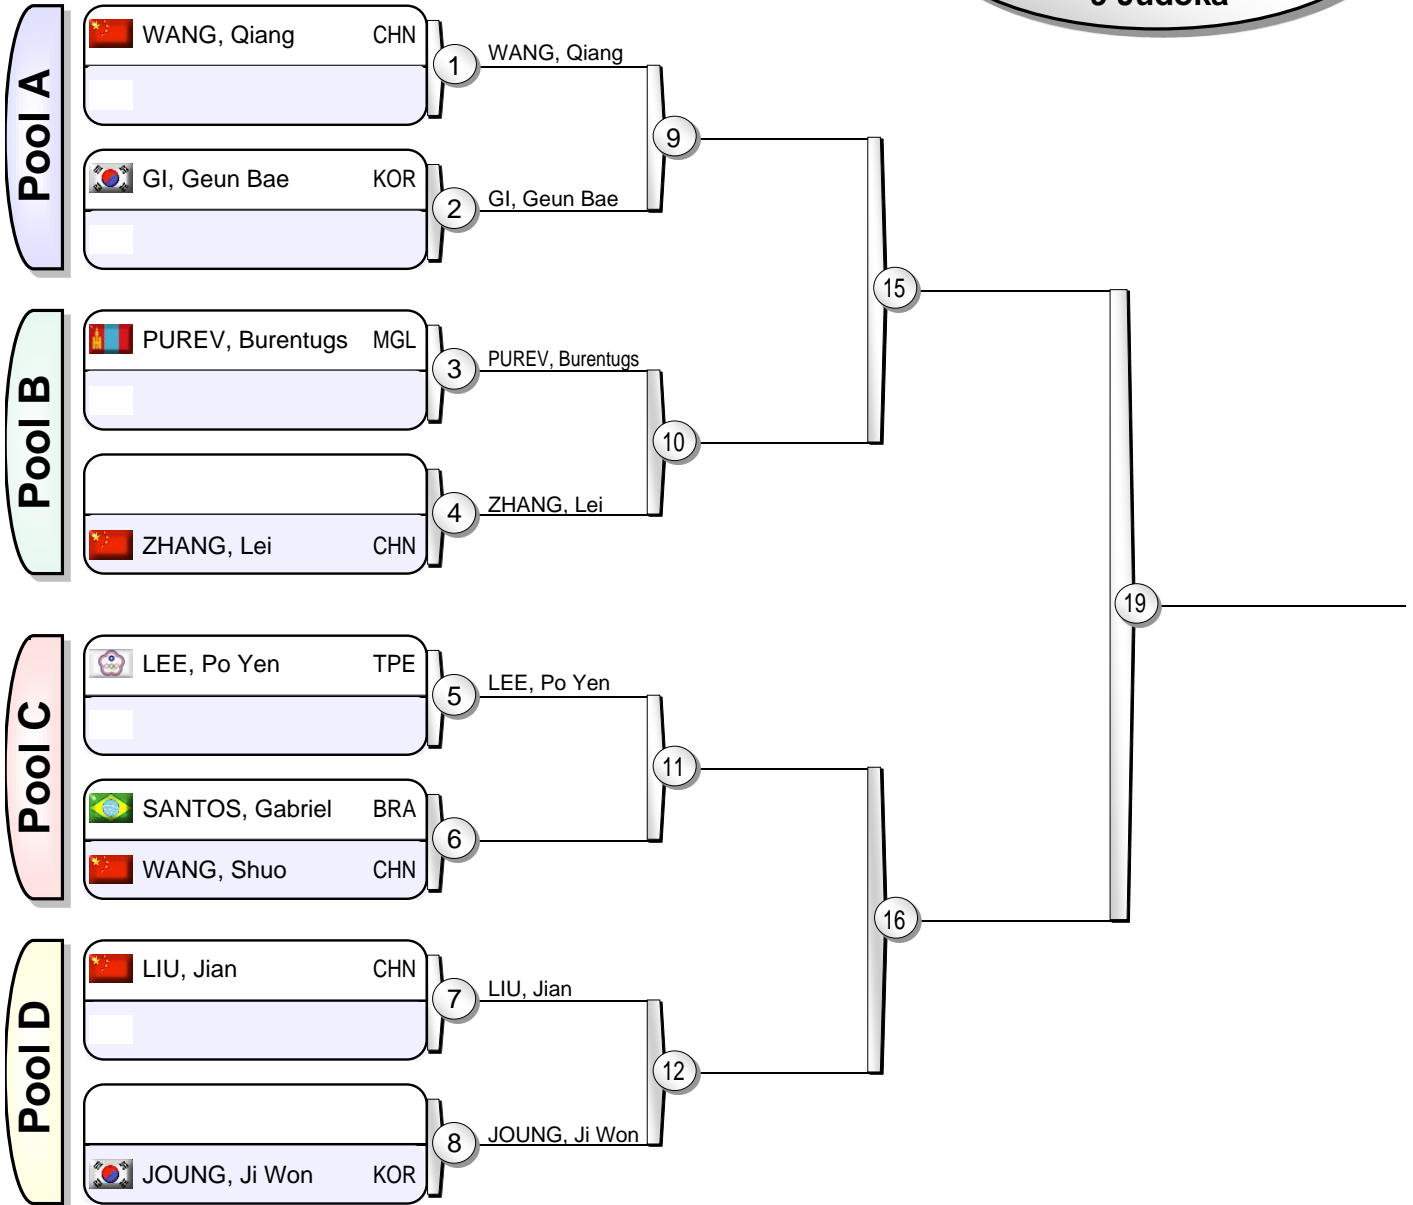 9 Judoka
Pool A
WANG, Qiang CHN
1
WANG, Qiang
GI, Geun Bae KOR
2
GI, Geun Bae
9
Pool B
PUREV, Burentugs MGL
3
PUREV, Burentugs
ZHANG, Lei CHN
4
ZHANG, Lei
10
15
Pool C
LEE, Po Yen TPE
5
LEE, Po Yen
SANTOS, Gabriel BRA
WANG, Shuo CHN
6
11
Pool D
LIU, Jian CHN
7
LIU, Jian
JOUNG, Ji Won KOR
8
JOUNG, Ji Won
12
16
19